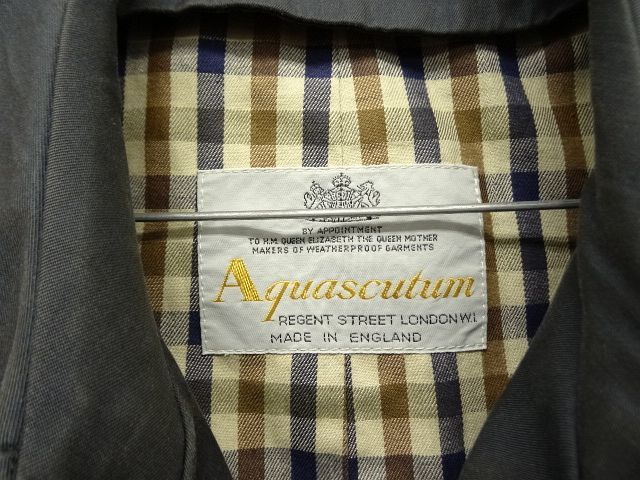 BY APPOINTMENT
TO H.M. QUEEN ELIZABETH THE QUEEN MOTHER
MAKERS OF WEATHERPROOF GARMENTS
Aquascutum
REGENT STREET LONDON W.1.
MADE IN ENGLAND